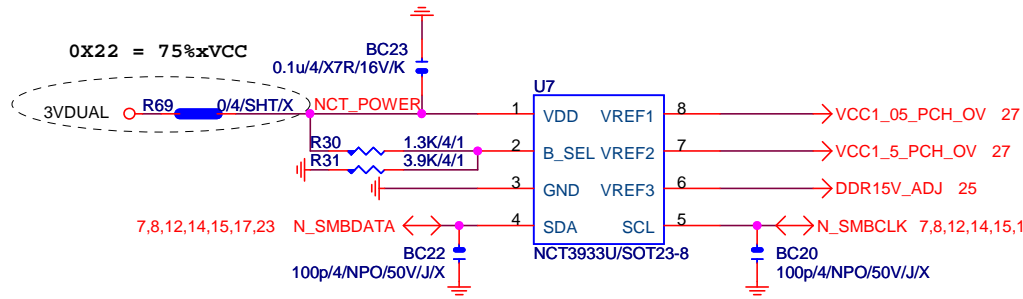 0X22 = 75%xVCC
BC23
0.1u/4/X7R/16V/K
U7
3VDUAL
R69
0/4/SHT/X
NCT_POWER
1
VDD
VREF1
8
VCC1_05_PCH_OV 27
R30
1.3K/4/1
2
B_SEL
VREF2
7
VCC1_5_PCH_OV 27
R31
3.9K/4/1
3
GND
VREF3
6
DDR15V_ADJ 25
7,8,12,14,15,17,23 N_SMBDATA
4
SDA
SCL
5
N_SMBCLK 7,8,12,14,15,1
BC22
100p/4/NPO/50V/J/X
NCT3933U/SOT23-8
BC20
100p/4/NPO/50V/J/X